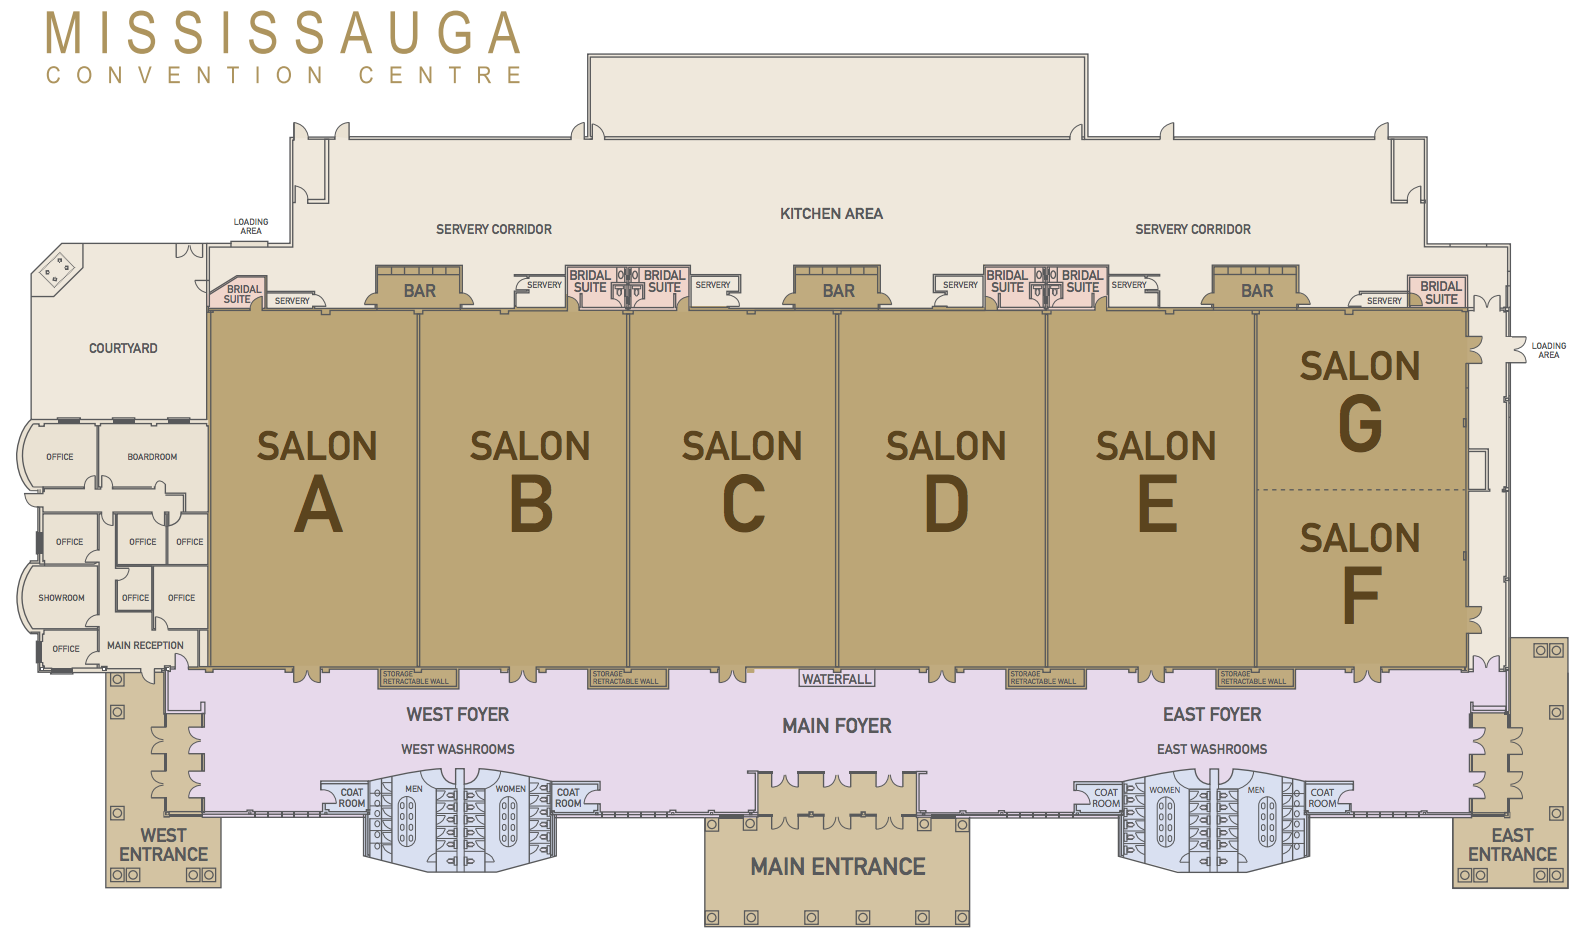 MISSISSAUGA
CONVENTION CENTRE
KITCHEN AREA
LOADING
AREA
SERVERY CORRIDOR
SERVERY CORRIDOR
BRIDAL
SUITE
SERVERY
BAR
SERVERY
BRIDAL
SUITE
BRIDAL
SUITE
SERVERY
BAR
SERVERY
BRIDAL
SUITE
BRIDAL
SUITE
SERVERY
BAR
SERVERY
BRIDAL
SUITE
COURTYARD
LOADING
AREA
SALON
A
SALON
B
SALON
C
SALON
D
SALON
E
SALON
G
SALON
F
OFFICE
BOARDROOM
OFFICE
OFFICE
OFFICE
SHOWROOM
OFFICE
OFFICE
OFFICE
MAIN RECEPTION
STORAGE
RETRACTABLE WALL
STORAGE
RETRACTABLE WALL
WATERFALL
STORAGE
RETRACTABLE WALL
STORAGE
RETRACTABLE WALL
WEST FOYER
MAIN FOYER
EAST FOYER
WEST WASHROOMS
EAST WASHROOMS
COAT
ROOM
MEN
WOMEN
COAT
ROOM
COAT
ROOM
WOMEN
MEN
COAT
ROOM
WEST
ENTRANCE
MAIN ENTRANCE
EAST
ENTRANCE